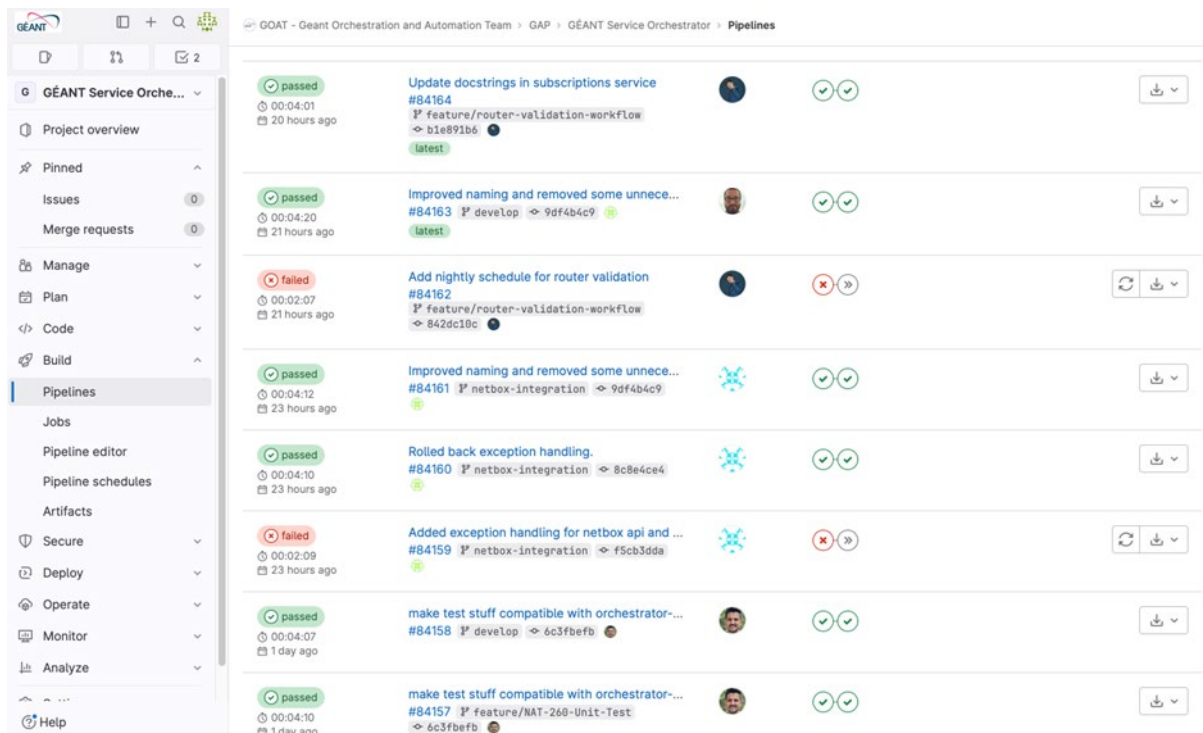 GÉANT
2
G GÉANT Service Orche...
Project overview
Pinned
Issues 0
Merge requests 0
Manage
Plan
Code
Build
Pipelines
Jobs
Pipeline editor
Pipeline schedules
Artifacts
Secure
Deploy
Operate
Monitor
Analyze
Help
GOAT - Geant Orchestration and Automation Team > GAP > GÉANT Service Orchestrator > Pipelines
passed
00:04:01
20 hours ago
Update docstrings in subscriptions service
#84164
feature/router-validation-workflow
b1e891b6
latest
passed
00:04:20
21 hours ago
Improved naming and removed some unnece...
#84163 develop 9df4b4c9
latest
failed
00:02:07
21 hours ago
Add nightly schedule for router validation
#84162
feature/router-validation-workflow
842dc10c
passed
00:04:12
23 hours ago
Improved naming and removed some unnece...
#84161 netbox-integration 9df4b4c9
passed
00:04:10
23 hours ago
Rolled back exception handling.
#84160 netbox-integration 8c8e4ce4
failed
00:02:09
23 hours ago
Added exception handling for netbox api and ...
#84159 netbox-integration f5cb3dda
passed
00:04:07
1 day ago
make test stuff compatible with orchestrator-...
#84158 develop 6c3fbefb
passed
00:04:10
1 day ago
make test stuff compatible with orchestrator-...
#84157 feature/NAT-260-Unit-Test
6c3fbefb